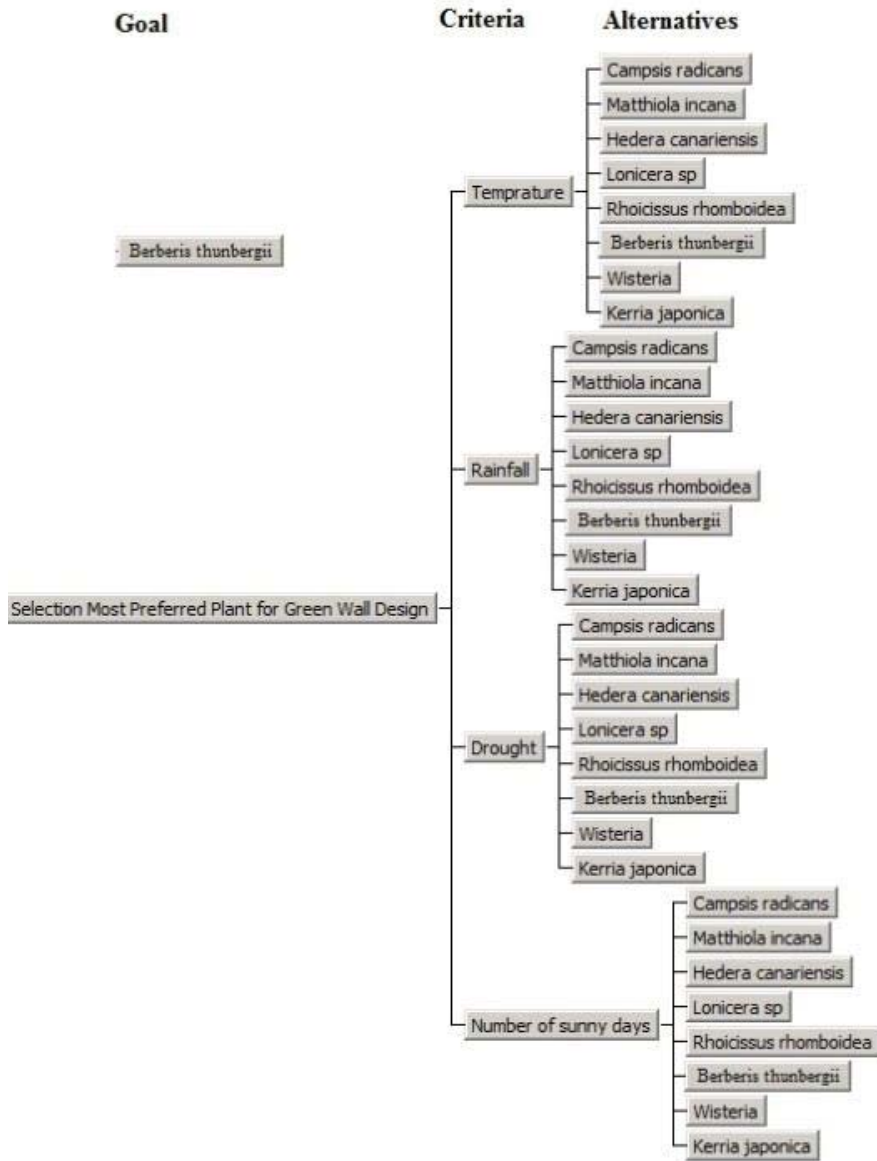 Goal
Criteria
Alternatives
Berberis thunbergii
Selection Most Preferred Plant for Green Wall Design
Temprature
Campsis radicans
Matthiola incana
Hedera canariensis
Lonicera sp
Rhoicissus rhomboidea
Berberis thunbergii
Wisteria
Kerria japonica
Rainfall
Campsis radicans
Matthiola incana
Hedera canariensis
Lonicera sp
Rhoicissus rhomboidea
Berberis thunbergii
Wisteria
Kerria japonica
Drought
Campsis radicans
Matthiola incana
Hedera canariensis
Lonicera sp
Rhoicissus rhomboidea
Berberis thunbergii
Wisteria
Kerria japonica
Number of sunny days
Campsis radicans
Matthiola incana
Hedera canariensis
Lonicera sp
Rhoicissus rhomboidea
Berberis thunbergii
Wisteria
Kerria japonica